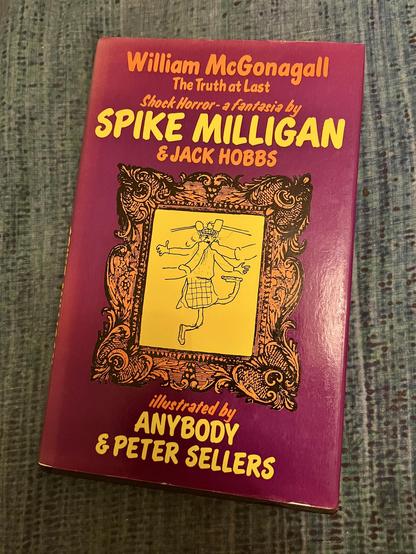 William McGonagall
The Truth at Last
Shock Horror - a fantasia by
SPIKE MILLIGAN
& JACK HOBBS
illustrated by
ANYBODY
& PETER SELLERS